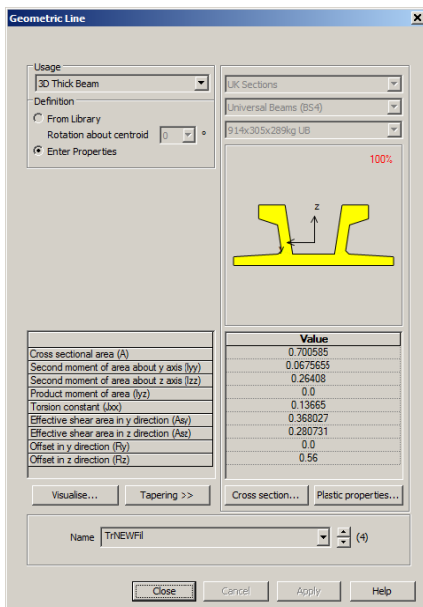 Geometric Line
Usage
3D Thick Beam
Definition
From Library
Rotation about centroid 0 °
Enter Properties
UK Sections
Universal Beams (BS4)
914x305x289kg UB
100%
z
y
Value
Cross sectional area (A) 0.700585
Second moment of area about y axis (Iyy) 0.0675655
Second moment of area about z axis (Izz) 0.26408
Product moment of area (Iyz) 0.0
Torsion constant (Jxx) 0.13665
Effective shear area in y direction (Asy) 0.368027
Effective shear area in z direction (Asz) 0.280731
Offset in y direction (Ry) 0.0
Offset in z direction (Rz) 0.56
Visualise... Tapering >> Cross section... Plastic properties...
Name TrNEWFil (4)
Close Cancel Apply Help